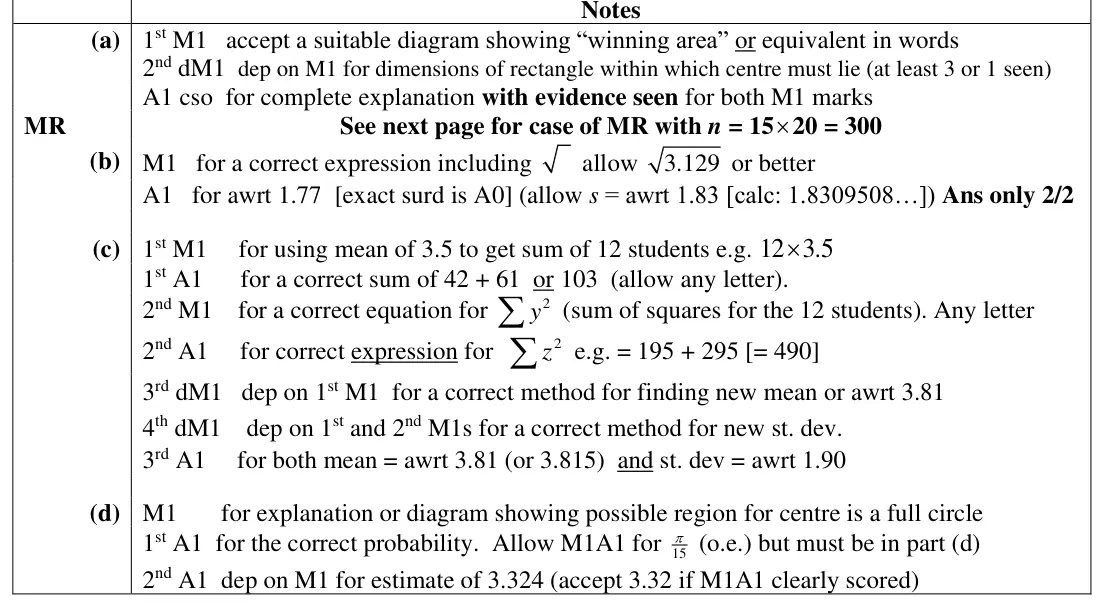 Notes
(a) 1st M1 accept a suitable diagram showing “winning area” or equivalent in words
2nd dM1 dep on M1 for dimensions of rectangle within which centre must lie (at least 3 or 1 seen)
A1 cso for complete explanation with evidence seen for both M1 marks
MR See next page for case of MR with n = 15×20 = 300
(b) M1 for a correct expression including √ allow √3.129 or better
A1 for awrt 1.77 [exact surd is A0] (allow s = awrt 1.83 [calc: 1.8309508…]) Ans only 2/2
(c) 1st M1 for using mean of 3.5 to get sum of 12 students e.g. 12×3.5
1st A1 for a correct sum of 42 + 61 or 103 (allow any letter).
2nd M1 for a correct equation for ∑y² (sum of squares for the 12 students). Any letter
2nd A1 for correct expression for ∑z² e.g. = 195 + 295 [= 490]
3rd dM1 dep on 1st M1 for a correct method for finding new mean or awrt 3.81
4th dM1 dep on 1st and 2nd M1s for a correct method for new st. dev.
3rd A1 for both mean = awrt 3.81 (or 3.815) and st. dev = awrt 1.90
(d) M1 for explanation or diagram showing possible region for centre is a full circle
1st A1 for the correct probability. Allow M1A1 for π/15 (o.e.) but must be in part (d)
2nd A1 dep on M1 for estimate of 3.324 (accept 3.32 if M1A1 clearly scored)